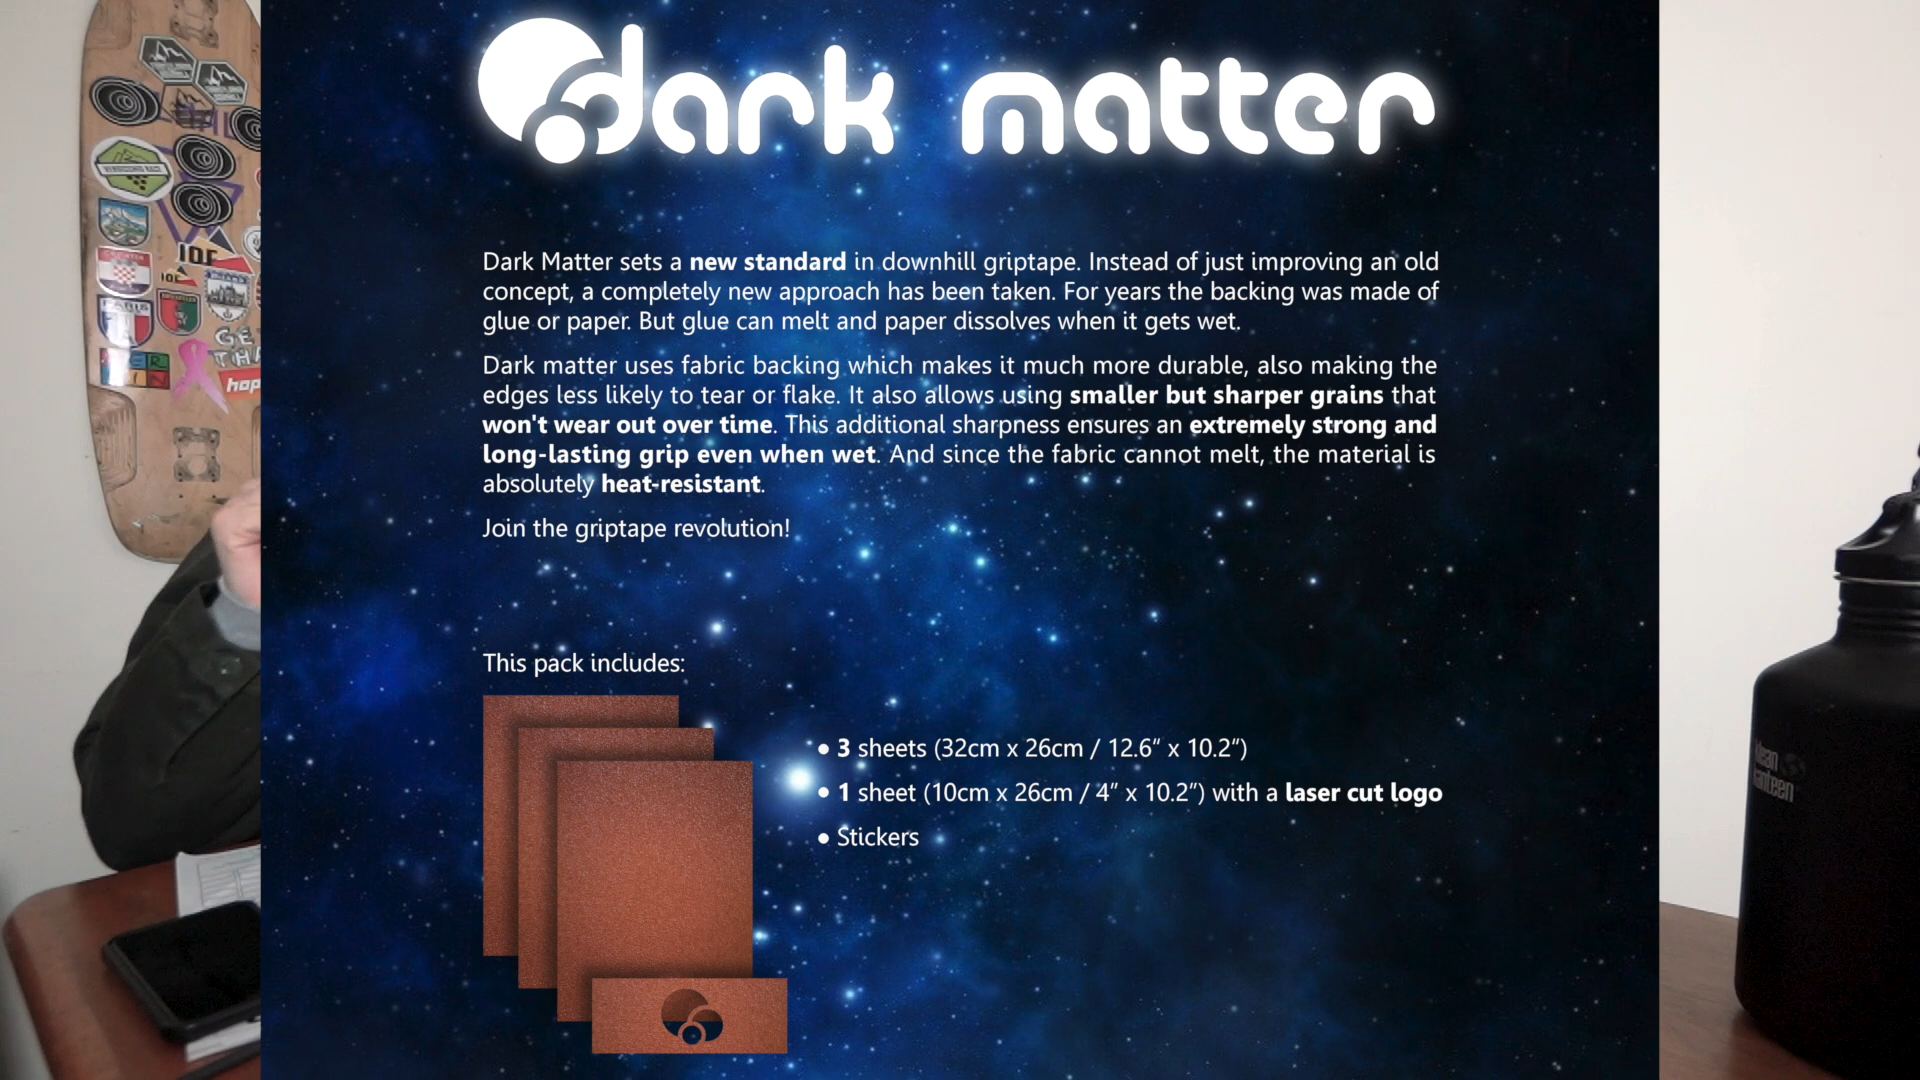 dark matter
Dark Matter sets a new standard in downhill griptape. Instead of just improving an old
concept, a completely new approach has been taken. For years the backing was made of
glue or paper. But glue can melt and paper dissolves when it gets wet.
Dark matter uses fabric backing which makes it much more durable, also making the
edges less likely to tear or flake. It also allows using smaller but sharper grains that
won't wear out over time. This additional sharpness ensures an extremely strong and
long-lasting grip even when wet. And since the fabric cannot melt, the material is
absolutely heat-resistant.
Join the griptape revolution!
This pack includes:
• 3 sheets (32cm x 26cm / 12.6” x 10.2”)
• 1 sheet (10cm x 26cm / 4” x 10.2”) with a laser cut logo
• Stickers
PARIS
GE
TH
hop
klean
kanteen